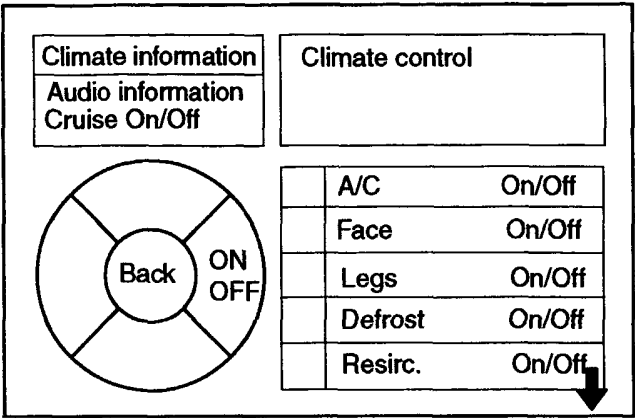 Climate information
Audio information
Cruise On/Off
Climate control
Back
ON
OFF
A/C On/Off
Face On/Off
Legs On/Off
Defrost On/Off
Resirc. On/Off